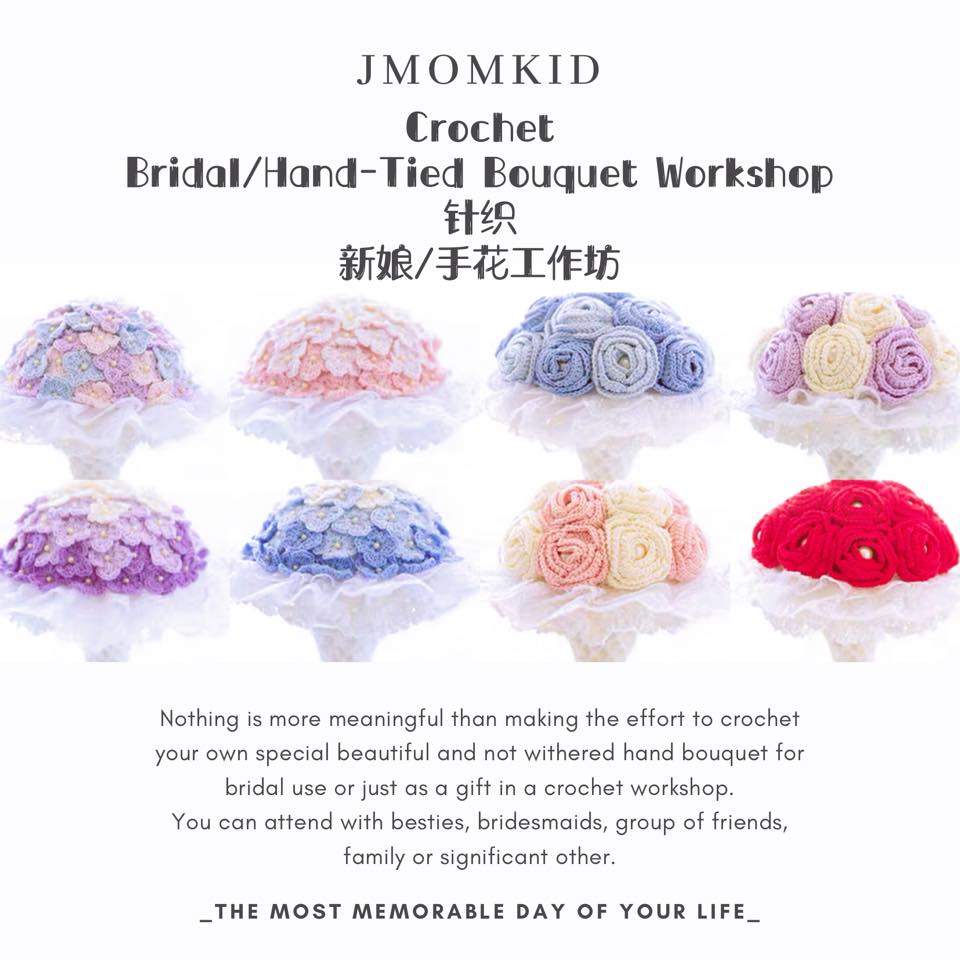 JMOMKID
Crochet
Bridal/Hand-Tied Bouquet Workshop
针织
新娘/手花工作坊
Nothing is more meaningful than making the effort to crochet
your own special beautiful and not withered hand bouquet for
bridal use or just as a gift in a crochet workshop.
You can attend with besties, bridesmaids, group of friends,
family or significant other.
_THE MOST MEMORABLE DAY OF YOUR LIFE_